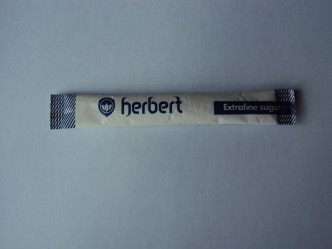 herbert Extrafine sugar